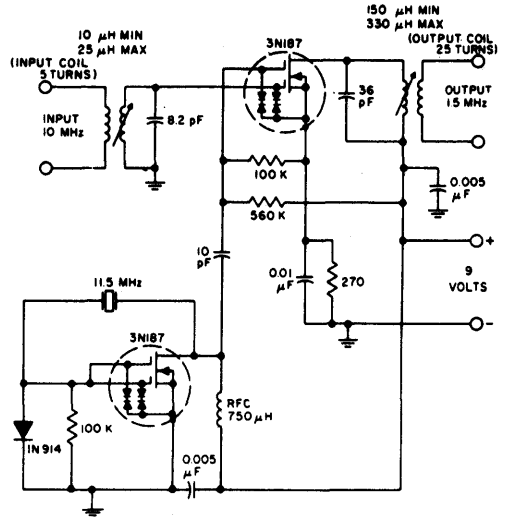 10 µH MIN
25 µH MAX
(INPUT COIL
5 TURNS)
150 µH MIN
330 µH MAX
(OUTPUT COIL
25 TURNS)
3N187
INPUT
10 MHz
8.2 pF
36
pF
OUTPUT
1.5 MHz
100 K
560 K
0.005
µF
10
pF
0.01
µF
270
+
9
VOLTS
−
11.5 MHz
3N187
RFC
750 µH
100 K
1N914
0.005
µF